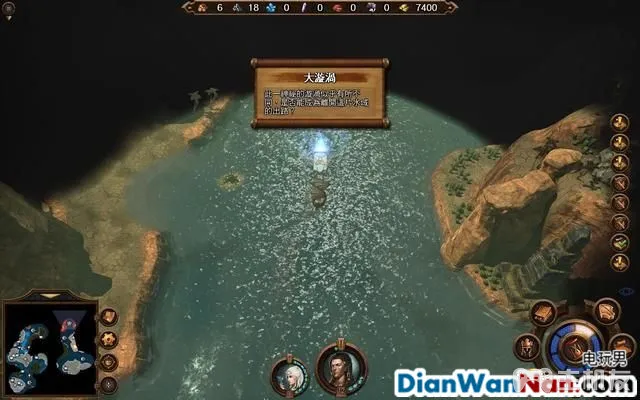 6 18 0 0 0 0 7400
大漩渦
此一神秘的漩渦似乎有所不
同,是否能成為離開這片水域
的出路?
电玩男
DianWanNan.com